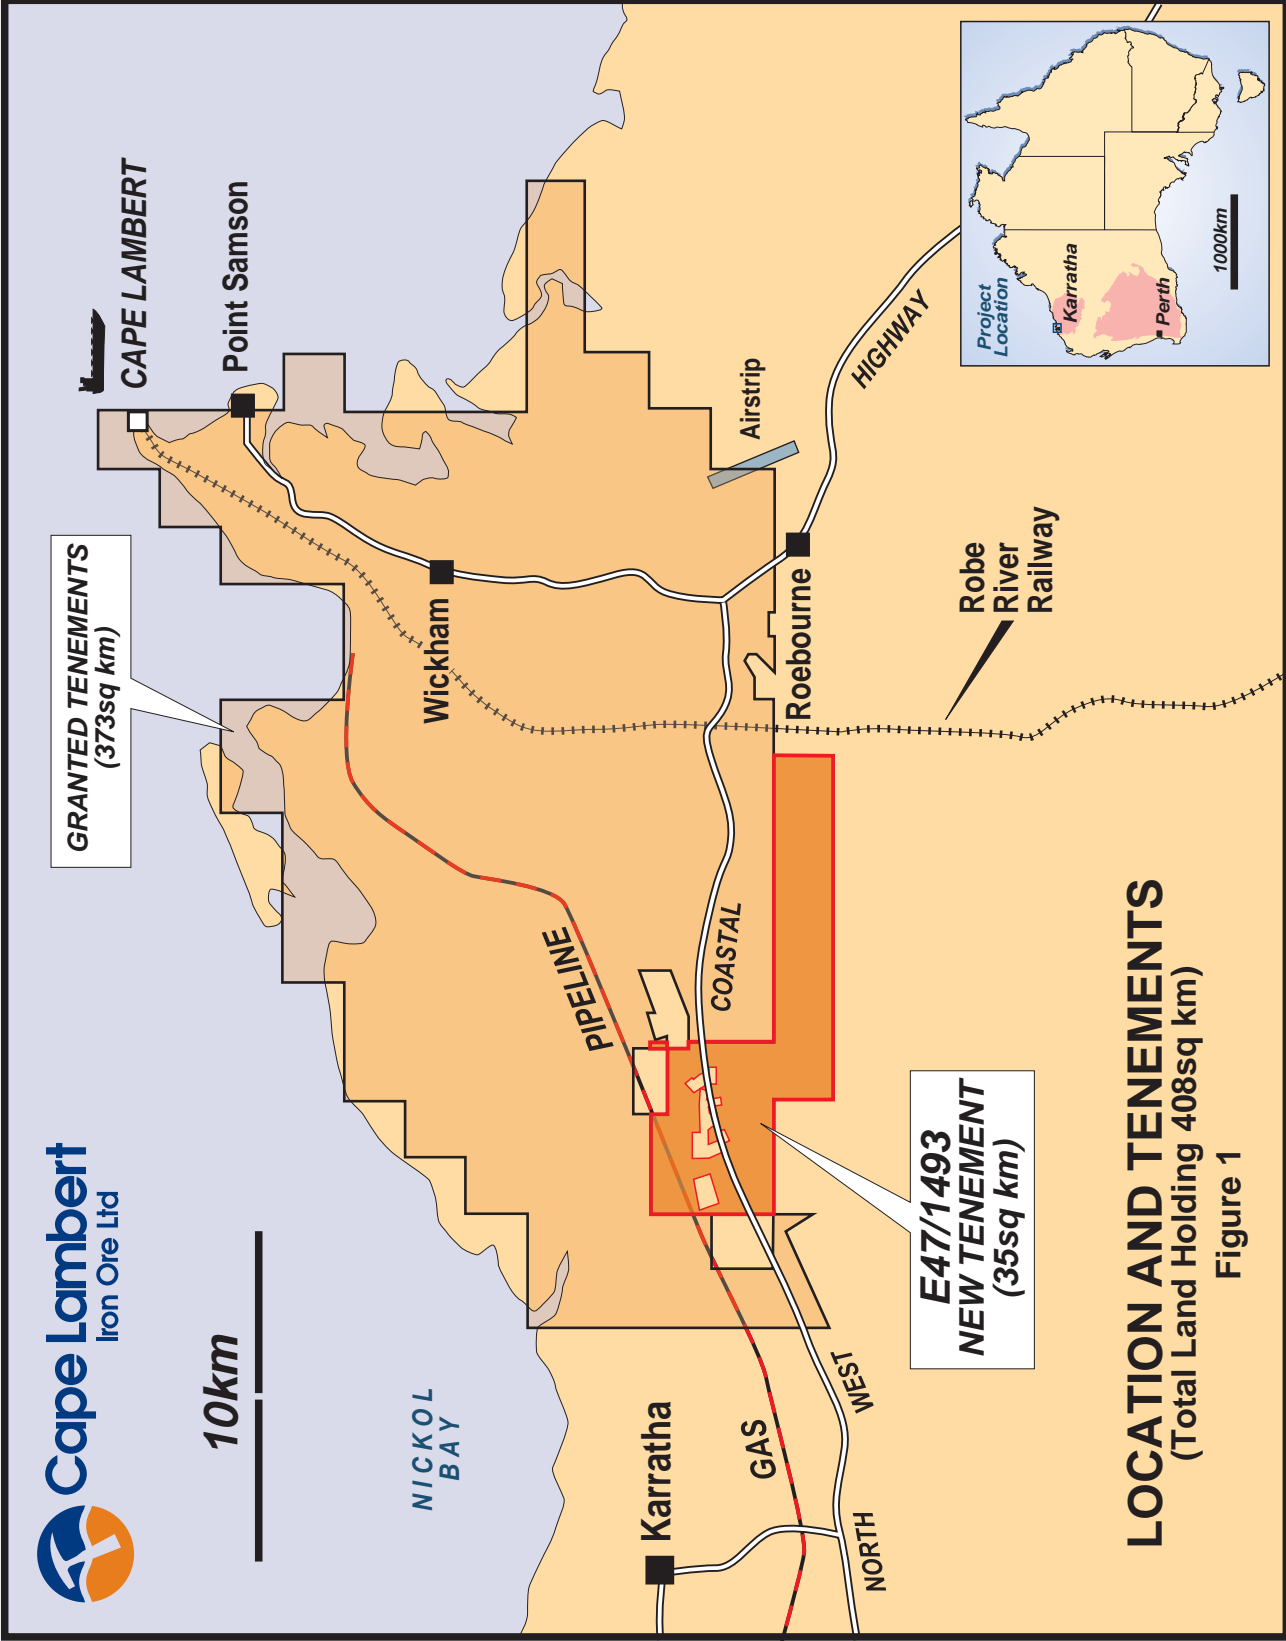 Cape Lambert
Iron Ore Ltd
10km
GRANTED TENEMENTS
(373sq km)
CAPE LAMBERT
Point Samson
NICKOL
BAY
Wickham
Karratha
PIPELINE
GAS
COASTAL
Airstrip
Roebourne
HIGHWAY
WEST
NORTH
Robe
River
Railway
E47/1493
NEW TENEMENT
(35sq km)
Project
Location
Karratha
Perth
1000km
LOCATION AND TENEMENTS
(Total Land Holding 408sq km)
Figure 1